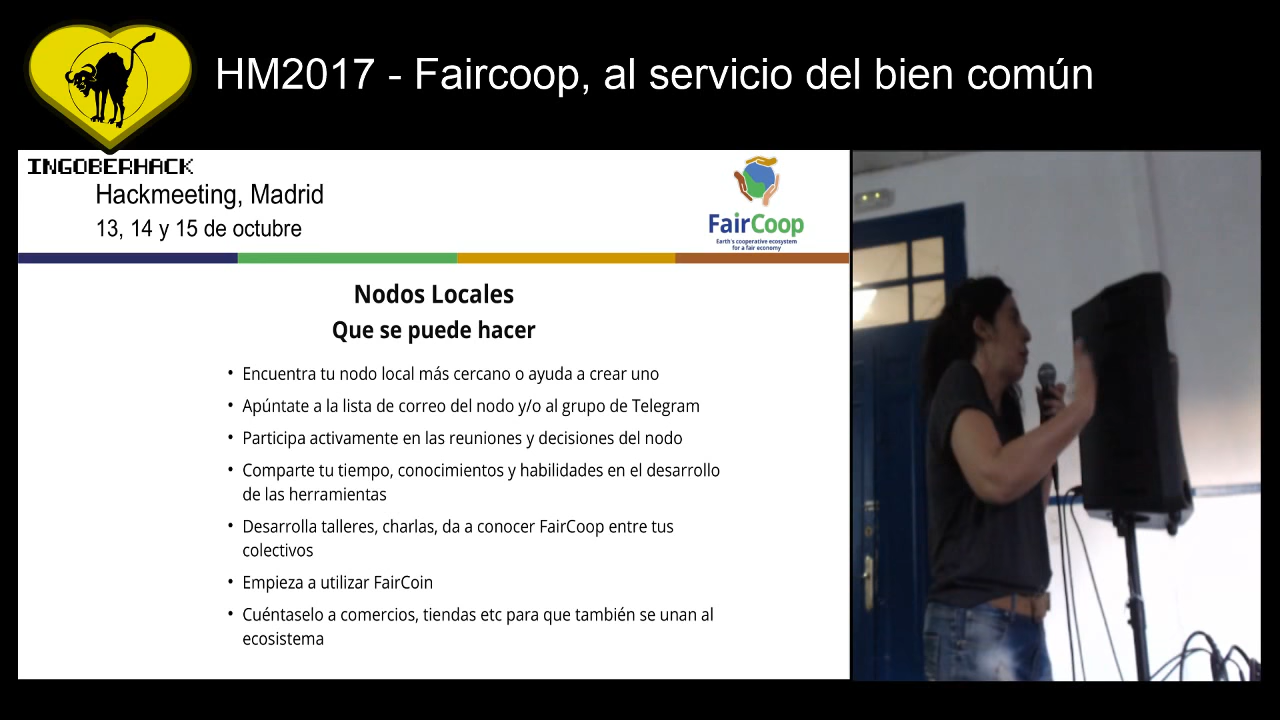 HM2017 - Faircoop, al servicio del bien común
INGOBERHACK
Hackmeeting, Madrid
13, 14 y 15 de octubre
FairCoop
Earth's cooperative ecosystem
for a fair economy
Nodos Locales
Que se puede hacer
• Encuentra tu nodo local más cercano o ayuda a crear uno
• Apúntate a la lista de correo del nodo y/o al grupo de Telegram
• Participa activamente en las reuniones y decisiones del nodo
• Comparte tu tiempo, conocimientos y habilidades en el desarrollo
de las herramientas
• Desarrolla talleres, charlas, da a conocer FairCoop entre tus
colectivos
• Empieza a utilizar FairCoin
• Cuéntaselo a comercios, tiendas etc para que también se unan al
ecosistema